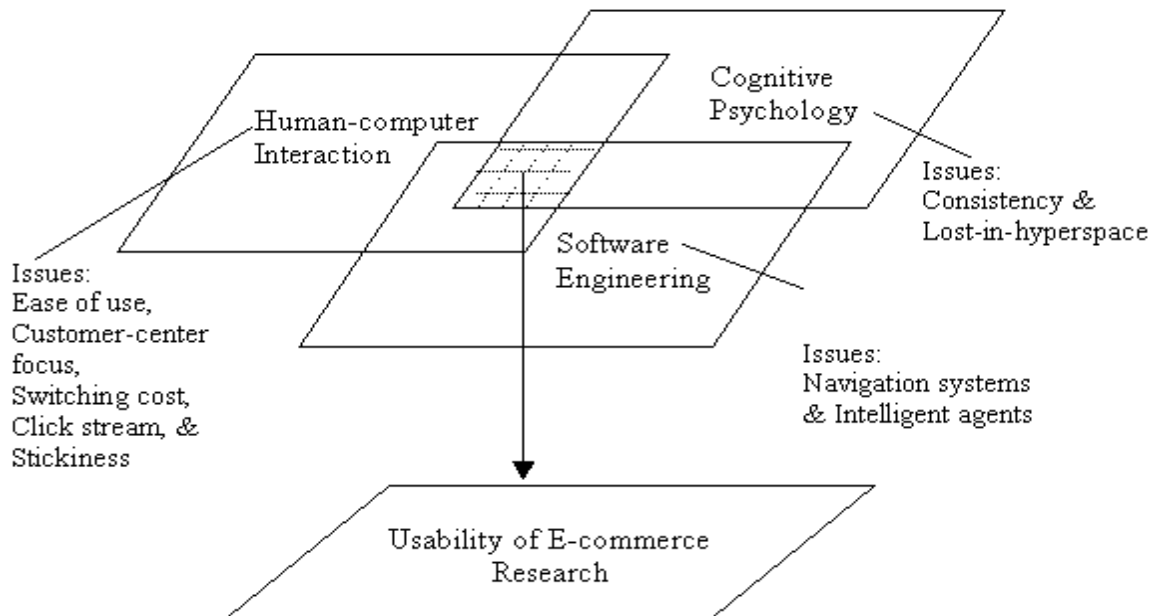 Cognitive
Psychology
Human-computer
Interaction
Issues:
Consistency &
Lost-in-hyperspace
Software
Engineering
Issues:
Ease of use,
Customer-center
focus,
Switching cost,
Click stream, &
Stickiness
Issues:
Navigation systems
& Intelligent agents
Usability of E-commerce
Research